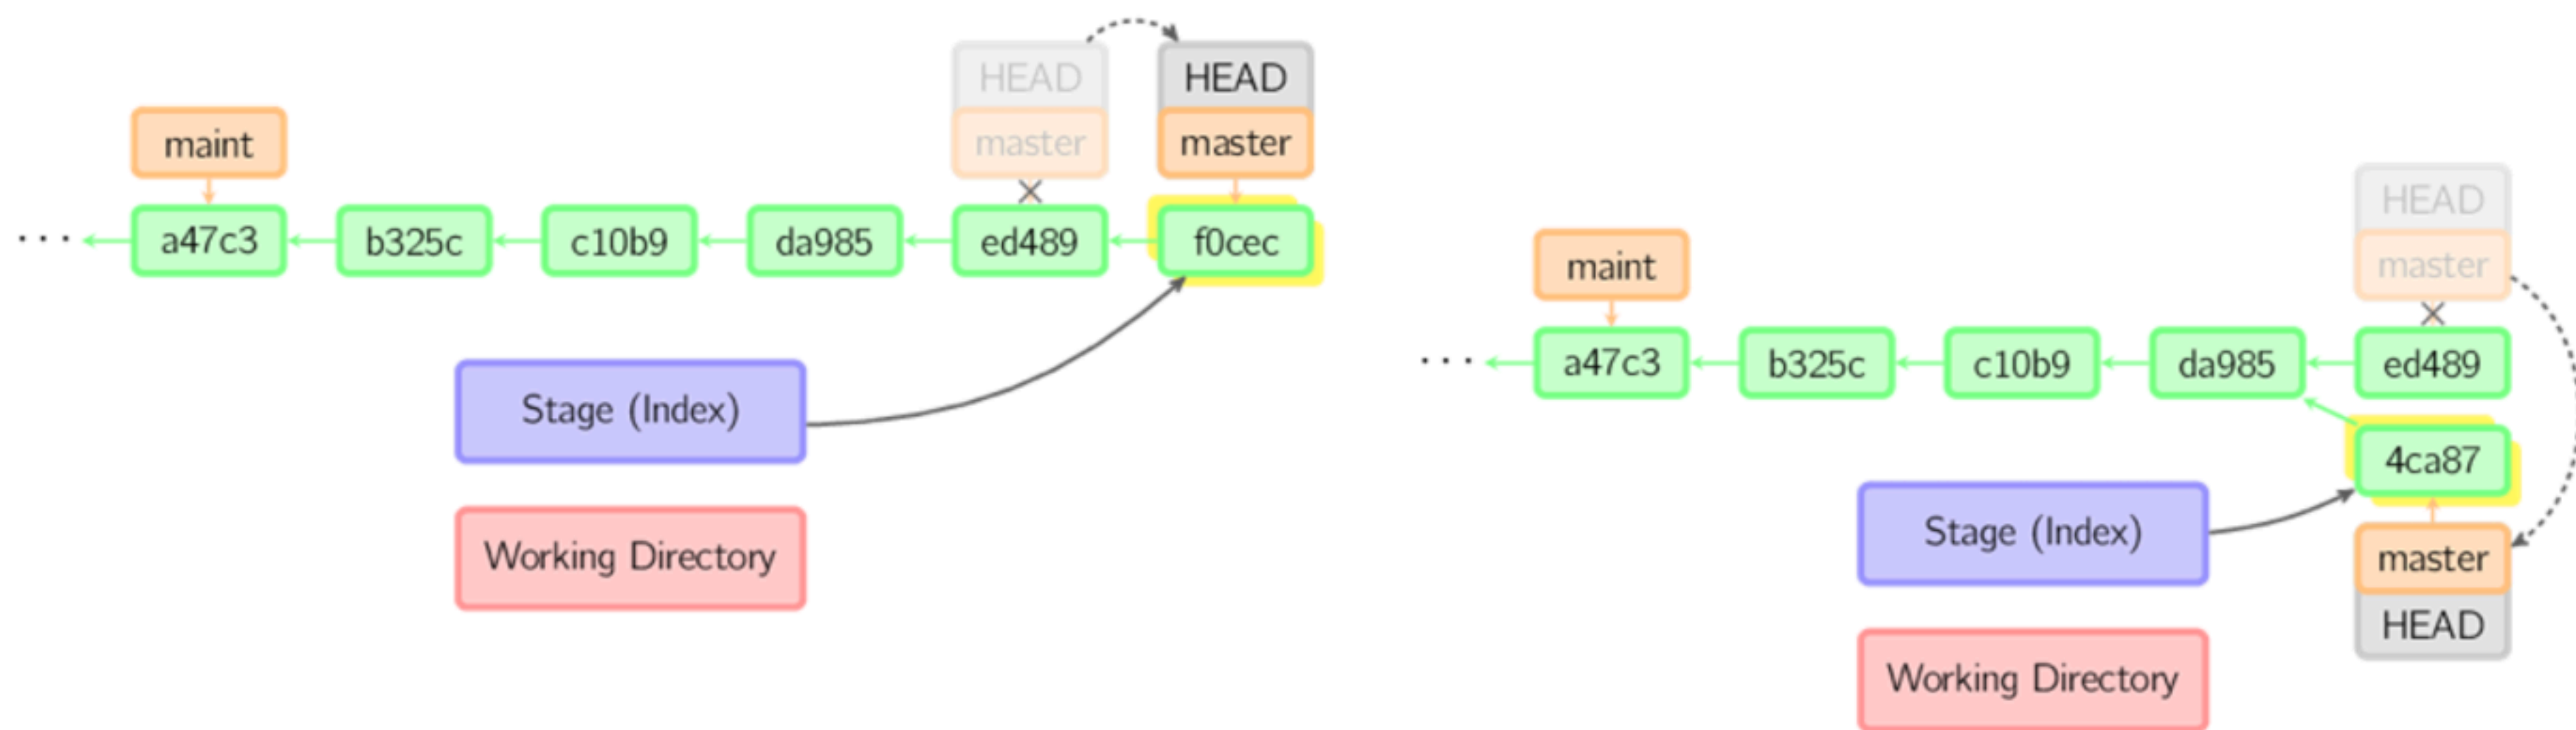 HEAD
HEAD
maint
master
master
...
a47c3
b325c
c10b9
da985
ed489
f0cec
Stage (Index)
Working Directory
HEAD
maint
master
...
a47c3
b325c
c10b9
da985
ed489
4ca87
Stage (Index)
master
HEAD
Working Directory